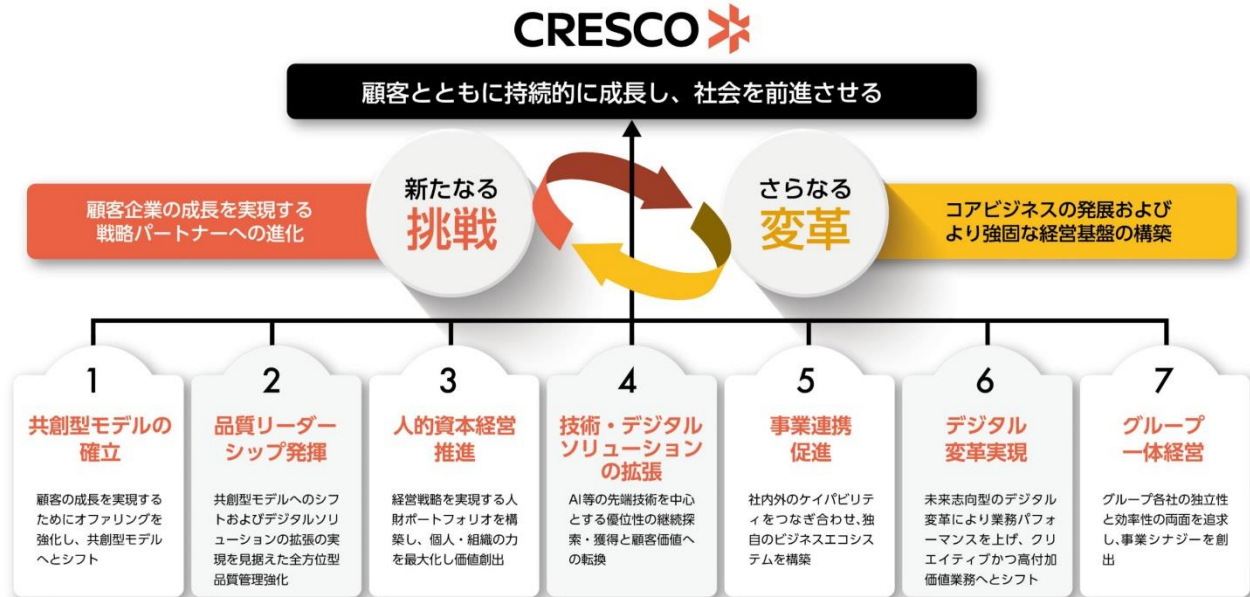 CRESCO
顧客とともに持続的に成長し、社会を前進させる
顧客企業の成長を実現する
戦略パートナーへの進化
新たなる
挑戦
さらなる
変革
コアビジネスの発展および
より強固な経営基盤の構築
1
共創型モデルの
確立
顧客の成長を実現する
ためにオファリングを
強化し、共創型モデル
へとシフト
2
品質リーダー
シップ発揮
共創型モデルへのシフ
トおよびデジタルソリ
ューションの拡張の実
現を見据えた全方位型
品質管理強化
3
人的資本経営
推進
経営戦略を実現する人
財ポートフォリオを構
築し、個人・組織の力
を最大化し価値創出
4
技術・デジタル
ソリューション
の拡張
AI等の先端技術を中心
とする優位性の継続探
索・獲得と顧客価値へ
の転換
5
事業連携
促進
社内外のケイパビリテ
ィをつなぎ合わせ、独
自のビジネスエコシス
テムを構築
6
デジタル
変革実現
未来志向型のデジタル
変革により業務パフォ
ーマンスを上げ、クリ
エイティブかつ高付加
価値業務へとシフト
7
グループ
一体経営
グループ各社の独立性
と効率性の両面を追求
し、事業シナジーを創
出